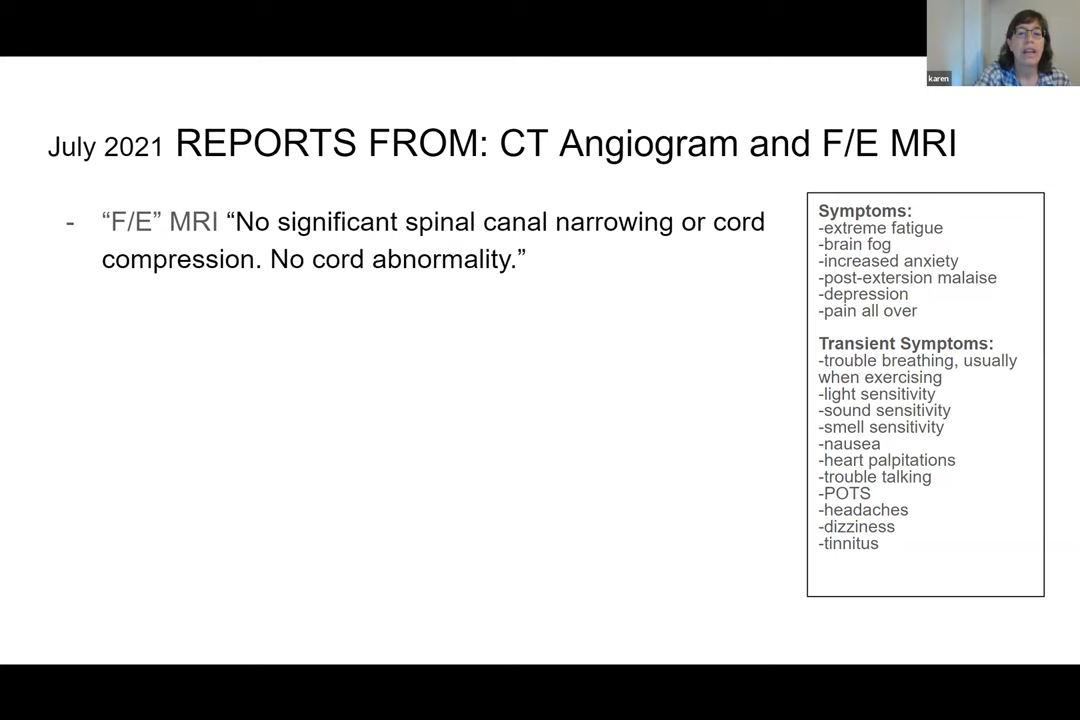 karen
July 2021 REPORTS FROM: CT Angiogram and F/E MRI
- “F/E” MRI “No significant spinal canal narrowing or cord
compression. No cord abnormality.”
Symptoms:
-extreme fatigue
-brain fog
-increased anxiety
-post-extersion malaise
-depression
-pain all over
Transient Symptoms:
-trouble breathing, usually
when exercising
-light sensitivity
-sound sensitivity
-smell sensitivity
-nausea
-heart palpitations
-trouble talking
-POTS
-headaches
-dizziness
-tinnitus